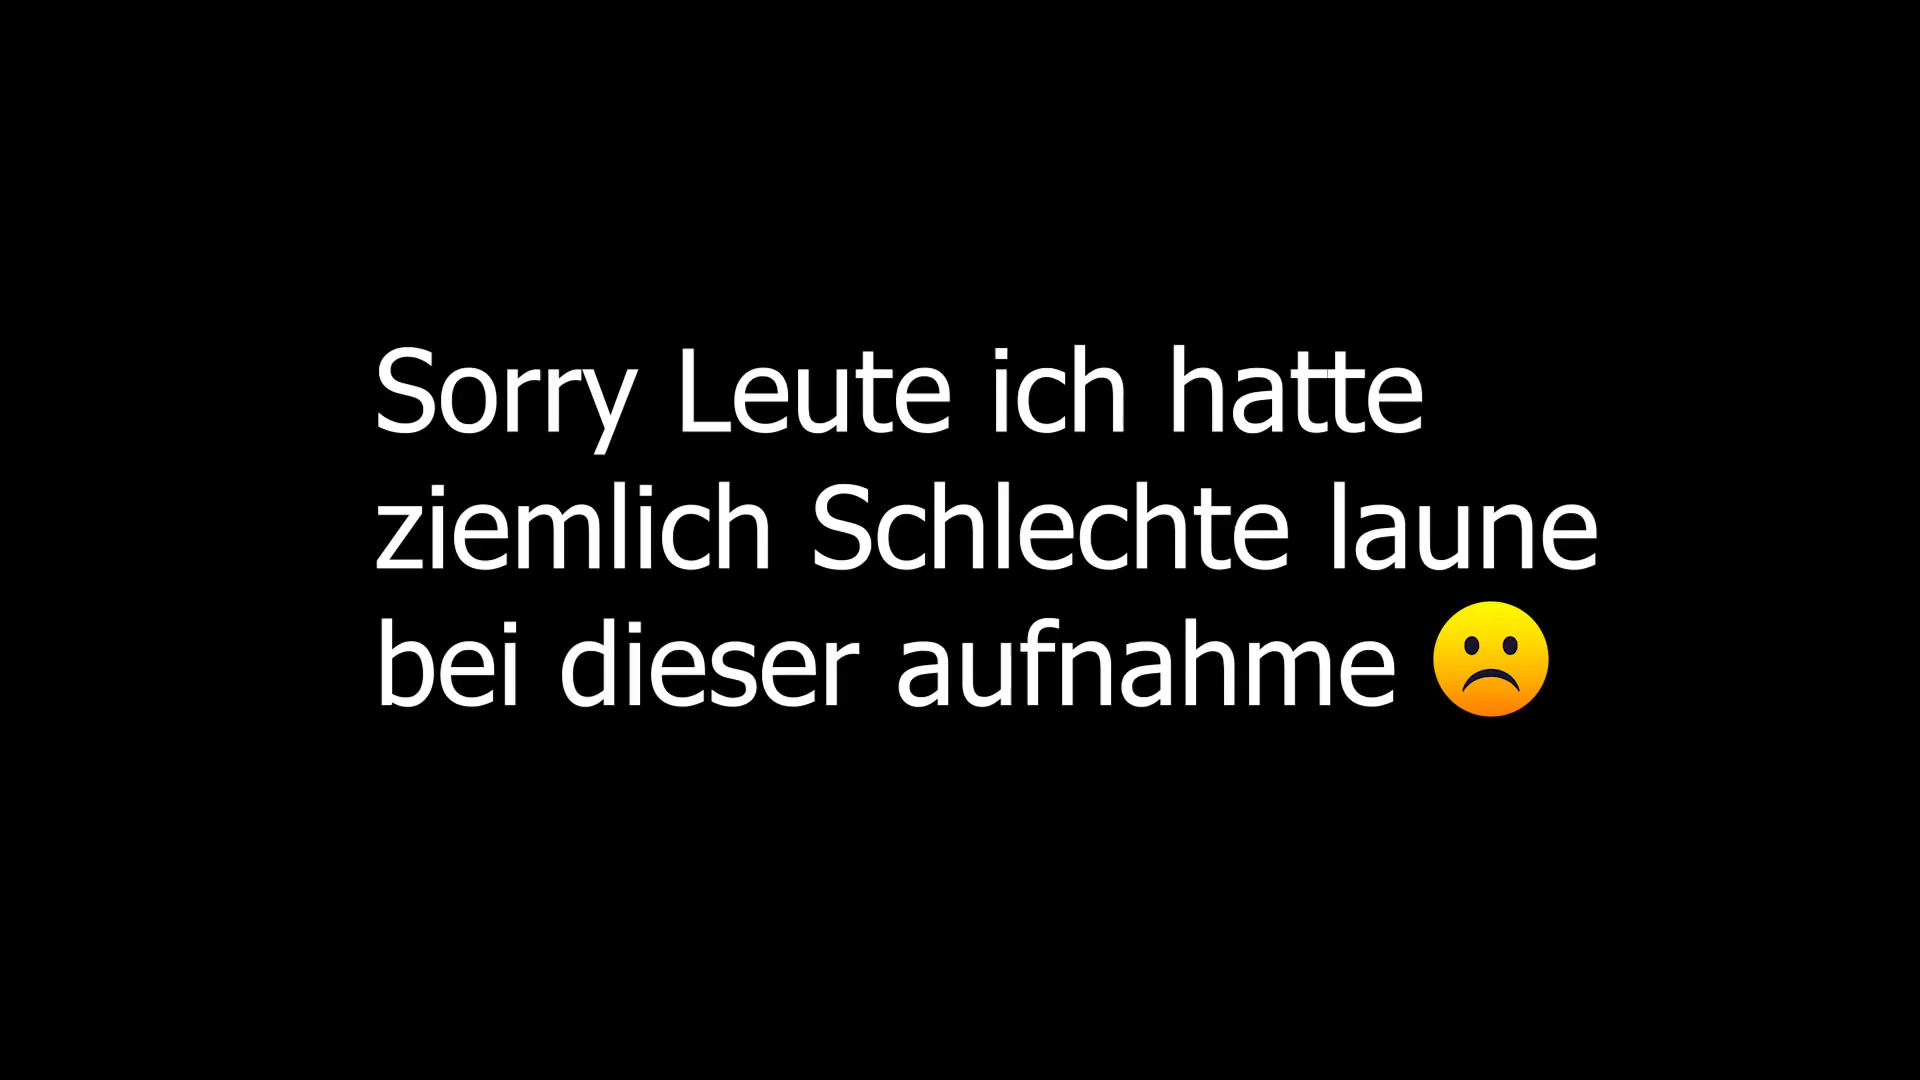 Sorry Leute ich hatte
ziemlich Schlechte laune
bei dieser aufnahme ☹️